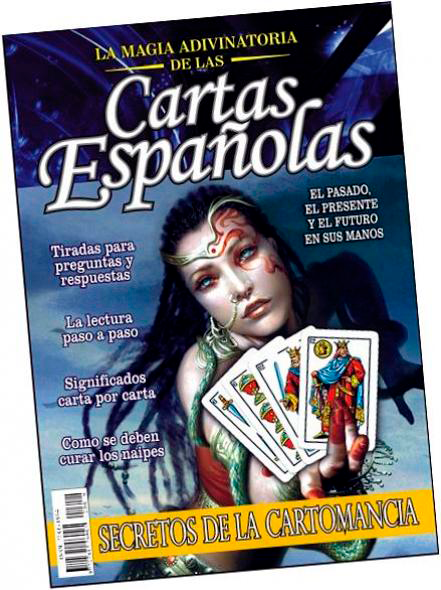 LA MAGIA ADIVINATORIA
DE LAS
Cartas
Españolas
EL PASADO,
EL PRESENTE
Y EL FUTURO
EN SUS MANOS
Tiradas para
preguntas y
respuestas
La lectura
paso a paso
Significados
carta por carta
Como se deben
curar los naipes
SECRETOS DE LA CARTOMANCIA